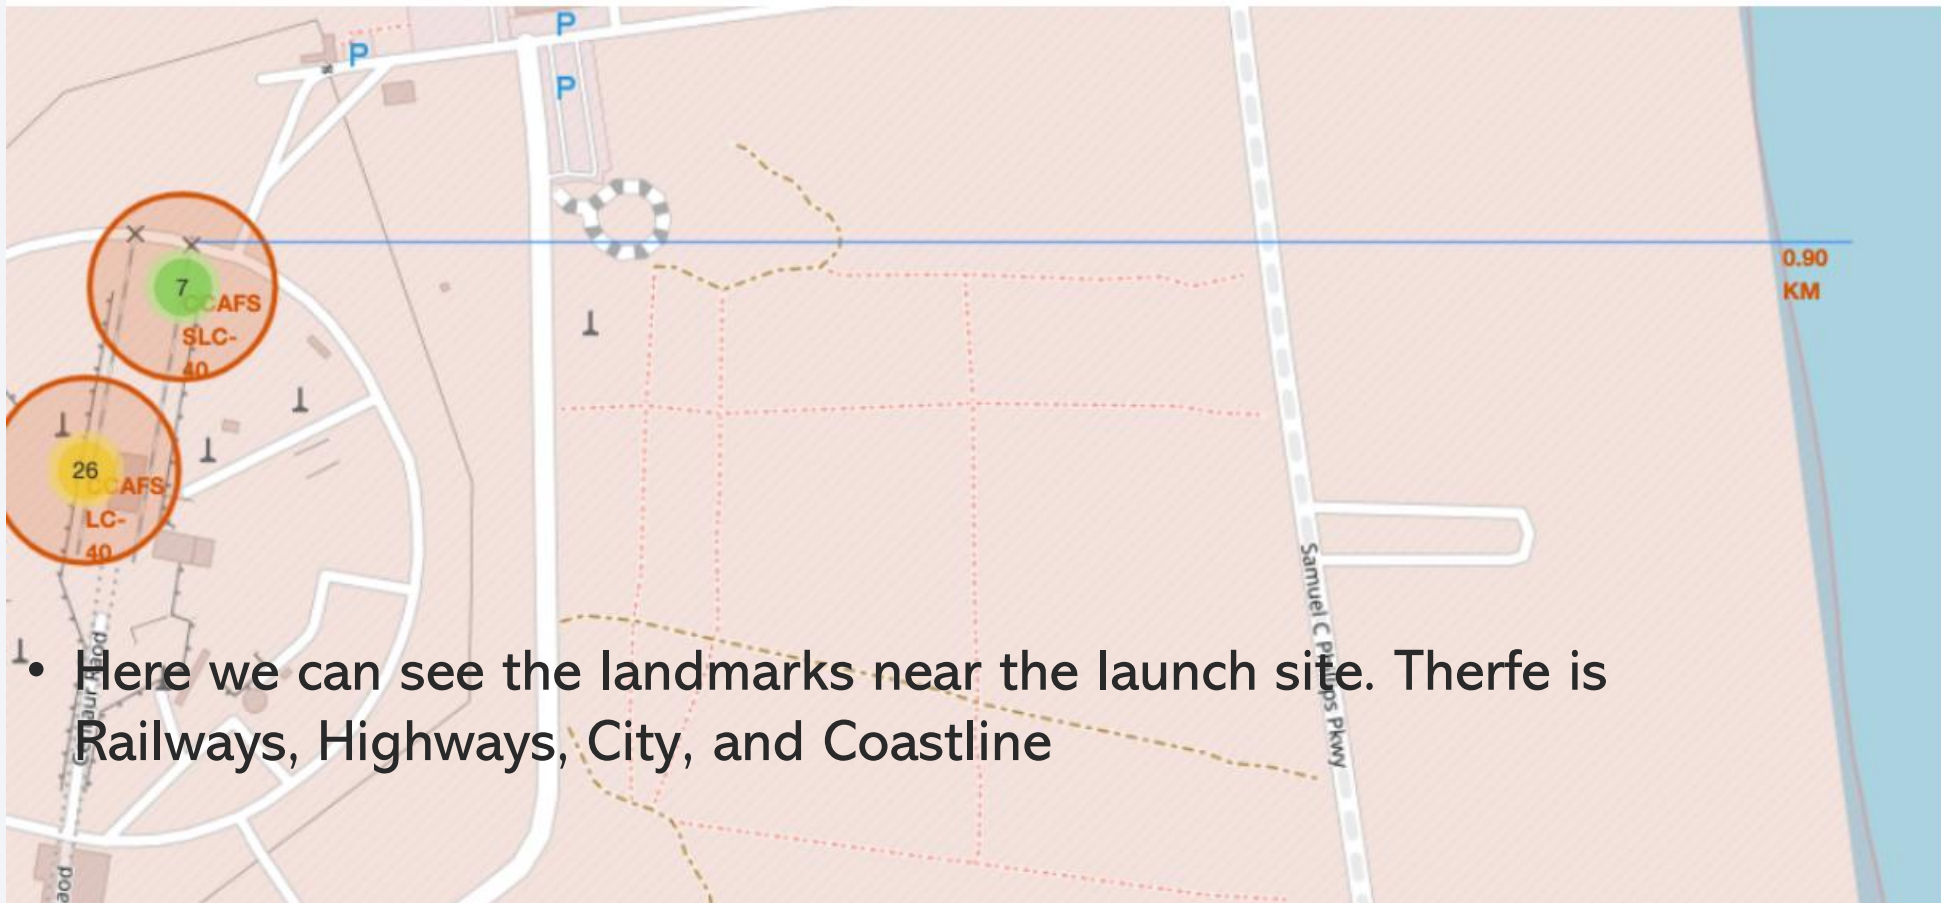 P
P
P
7
CCAFS
SLC-
40
0.90
KM
26
CCAFS
LC-
40
Samuel C Phillips Pkwy
• Here we can see the landmarks near the launch site. Therfe is
Railways, Highways, City, and Coastline